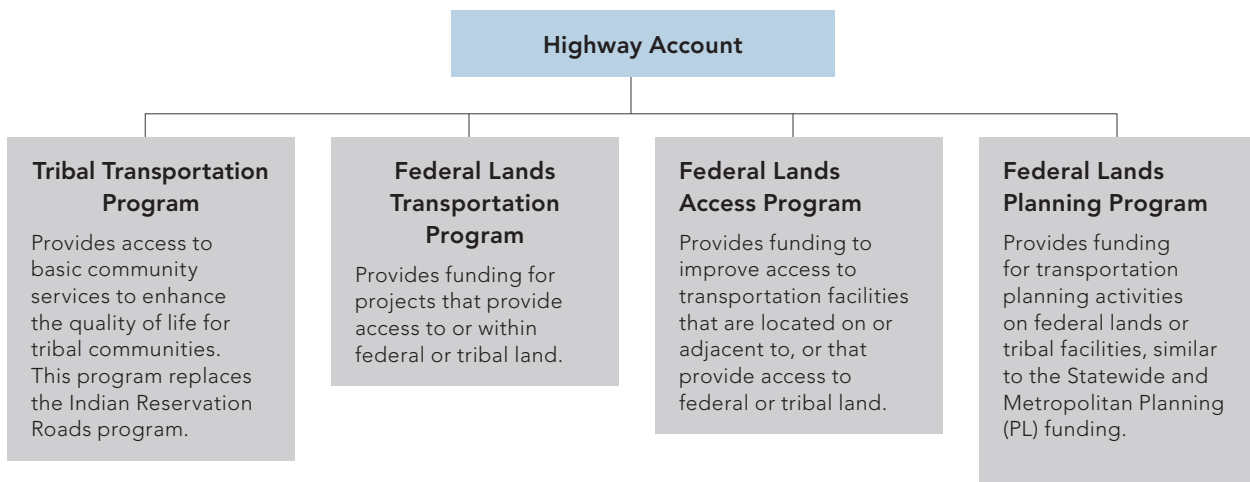 Highway Account
Tribal Transportation
Program
Provides access to
basic community
services to enhance
the quality of life for
tribal communities.
This program replaces
the Indian Reservation
Roads program.
Federal Lands
Transportation
Program
Provides funding for
projects that provide
access to or within
federal or tribal land.
Federal Lands
Access Program
Provides funding to
improve access to
transportation facilities
that are located on or
adjacent to, or that
provide access to
federal or tribal land.
Federal Lands
Planning Program
Provides funding
for transportation
planning activities
on federal lands or
tribal facilities, similar
to the Statewide and
Metropolitan Planning
(PL) funding.